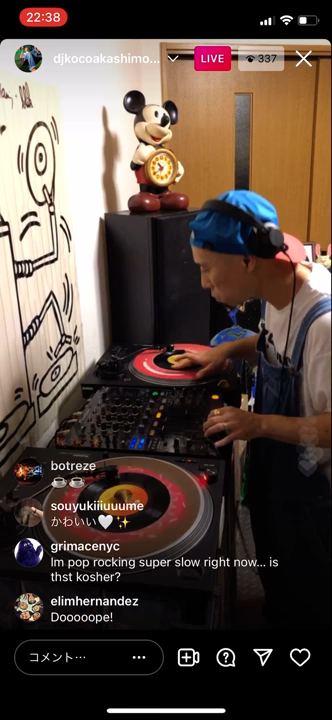 22:38
djkocoakashimo...
LIVE
337
botreze
☕☕
souyukiiiuuume
かわいい🤍✨
grimacenyc
Im pop rocking super slow right now... is
thst kosher?
elimhernandez
Dooooope!
コメント…